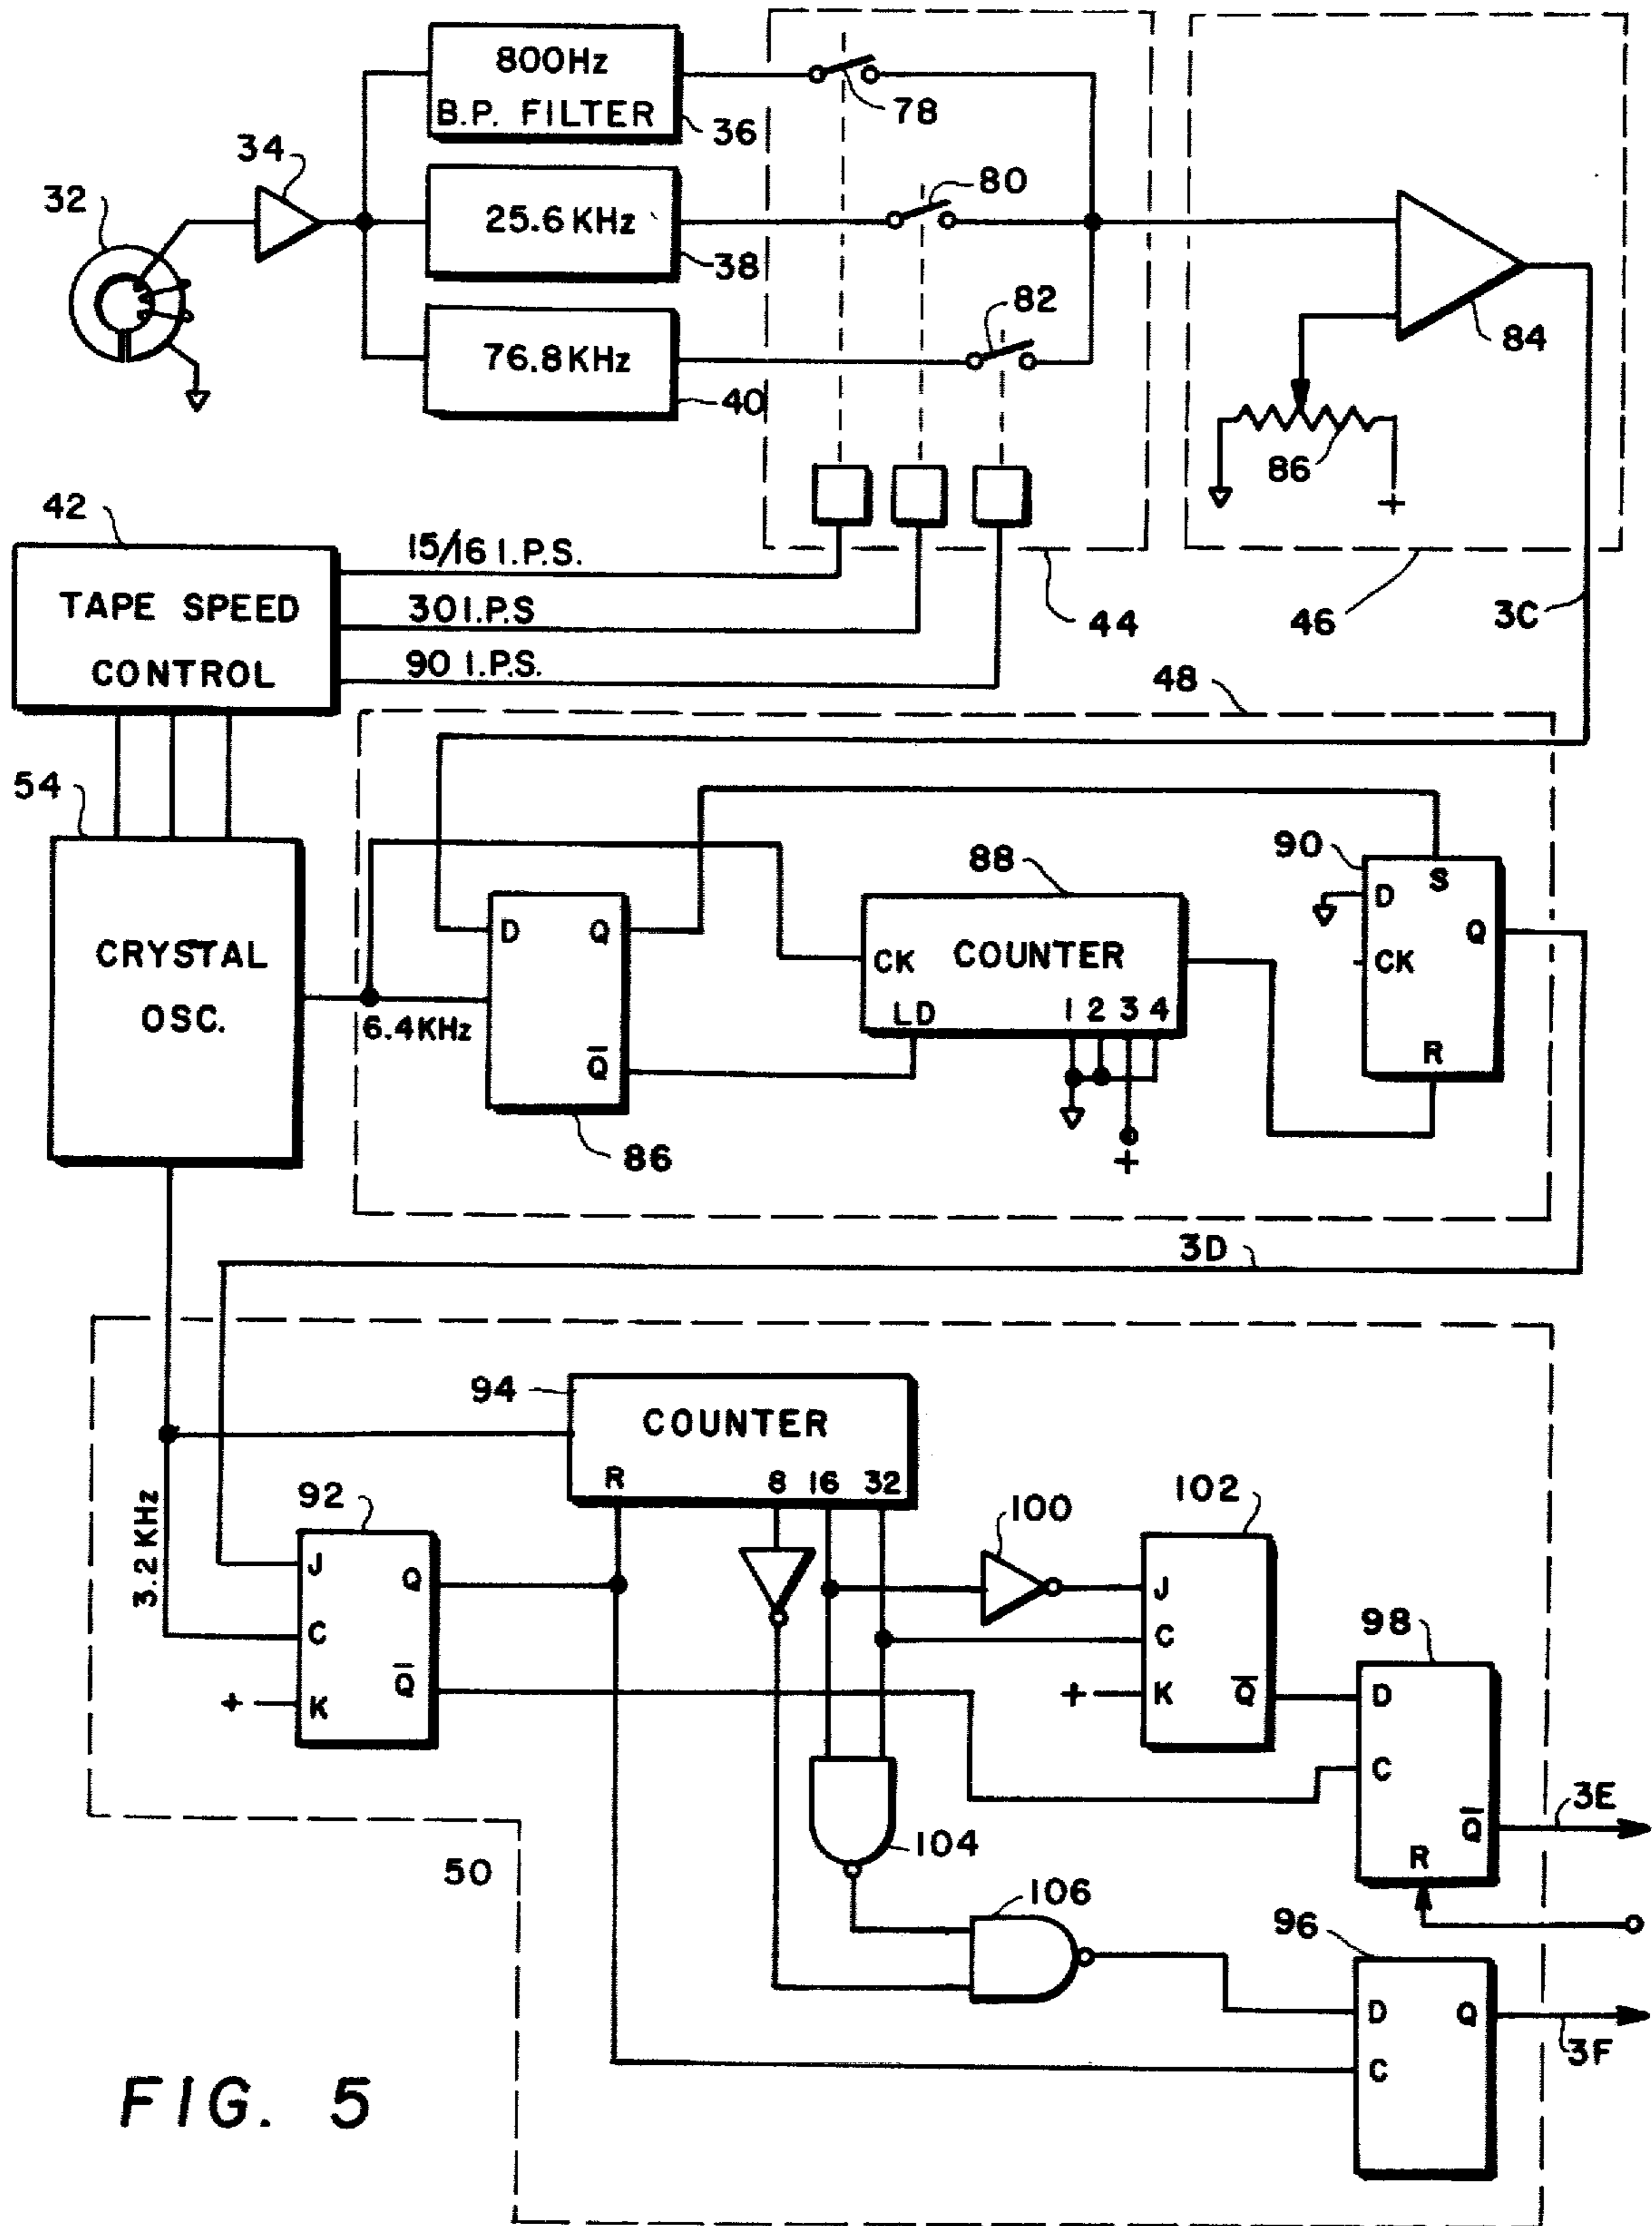 800Hz
B.P. FILTER
36
78
34
32
25.6 KHz
38
80
76.8 KHz
40
82
84
86
+
42
TAPE SPEED
CONTROL
15/16 I.P.S.
30 I.P.S
90 I.P.S.
44
46
3C
48
54
CRYSTAL
OSC.
6.4KHz
D
Q
Q̅
86
88
CK
COUNTER
LD
1 2 3 4
+
90
S
D
Q
CK
R
3D
94
COUNTER
R
8 16 32
3.2 KHz
92
J
Q
C
Q̅
+
K
100
102
J
C
+
K
Q̅
98
D
C
Q̅
R
3E
104
50
106
96
D
Q
C
3F
FIG. 5